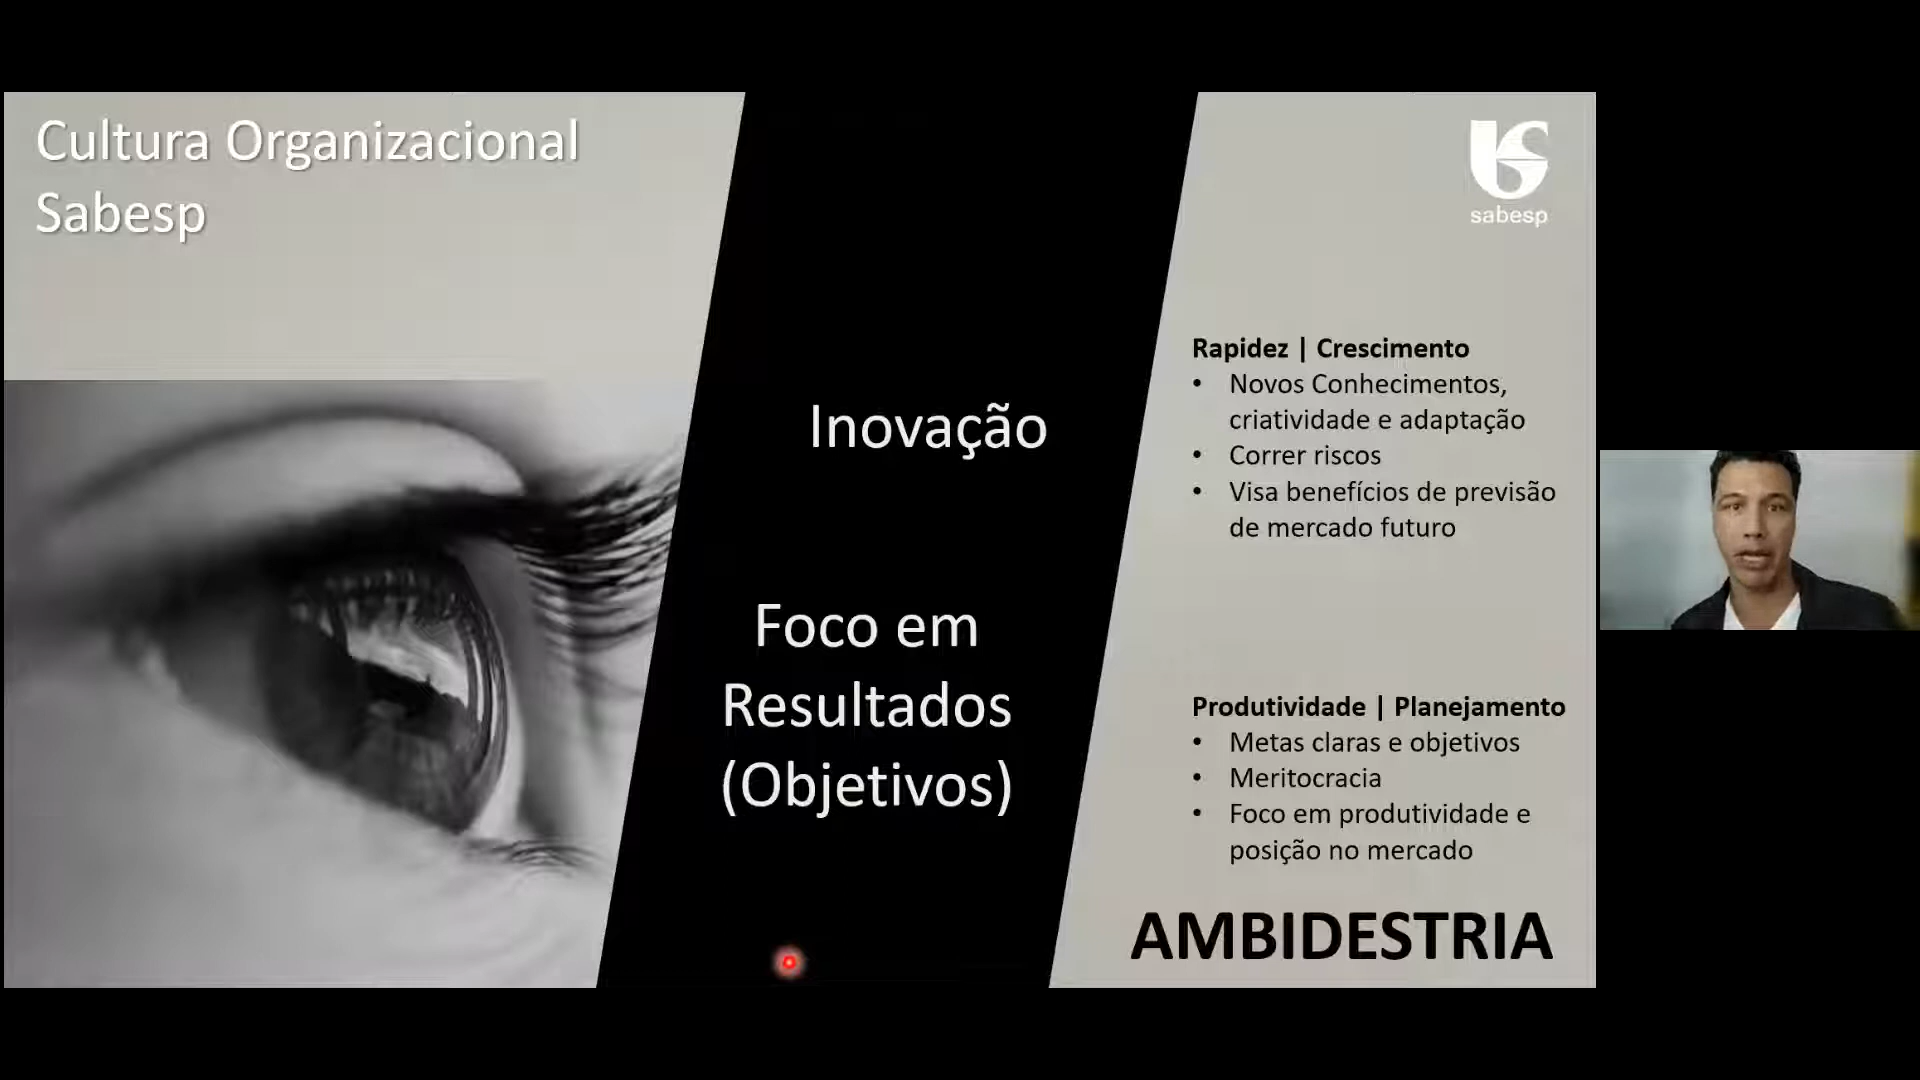 Cultura Organizacional
Sabesp
sabesp
Inovação
Rapidez | Crescimento
• Novos Conhecimentos,
criatividade e adaptação
• Correr riscos
• Visa benefícios de previsão
de mercado futuro
Foco em
Resultados
(Objetivos)
Produtividade | Planejamento
• Metas claras e objetivos
• Meritocracia
• Foco em produtividade e
posição no mercado
AMBIDESTRIA